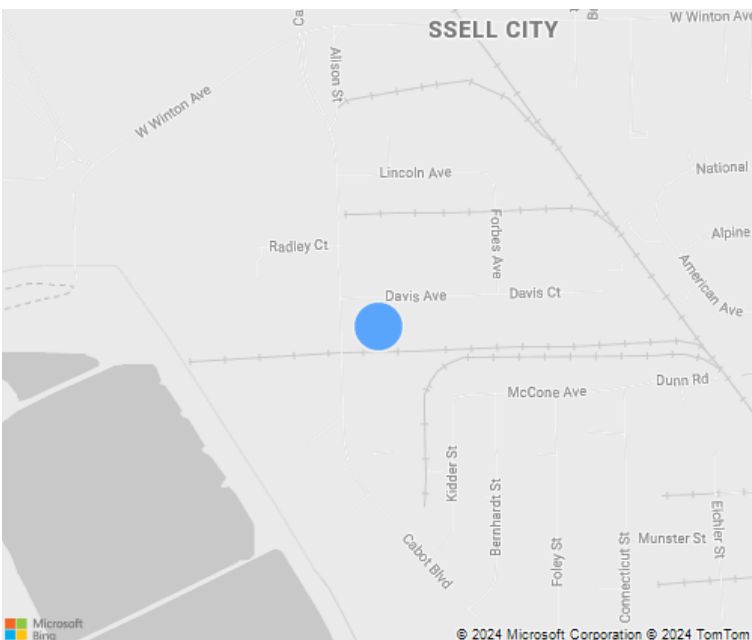 Ca
SSELL CITY
W Winton Ave
Alison St
W Winton Ave
Lincoln Ave
National
Forbes Ave
Radley Ct
Alpine
American Ave
Davis Ave
Davis Ct
Dunn Rd
McCone Ave
Kidder St
Bernhardt St
Foley St
Connecticut St
Munster St
Eichler St
Cabot Blvd
Microsoft
Bing
© 2024 Microsoft Corporation © 2024 TomTom